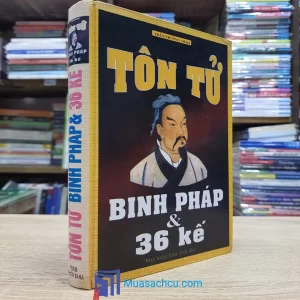 TÔN TỬ
BINH PHÁP
&
36 kế
TÔN TỬ BINH PHÁP & 36 KẾ
Muasachcu.com